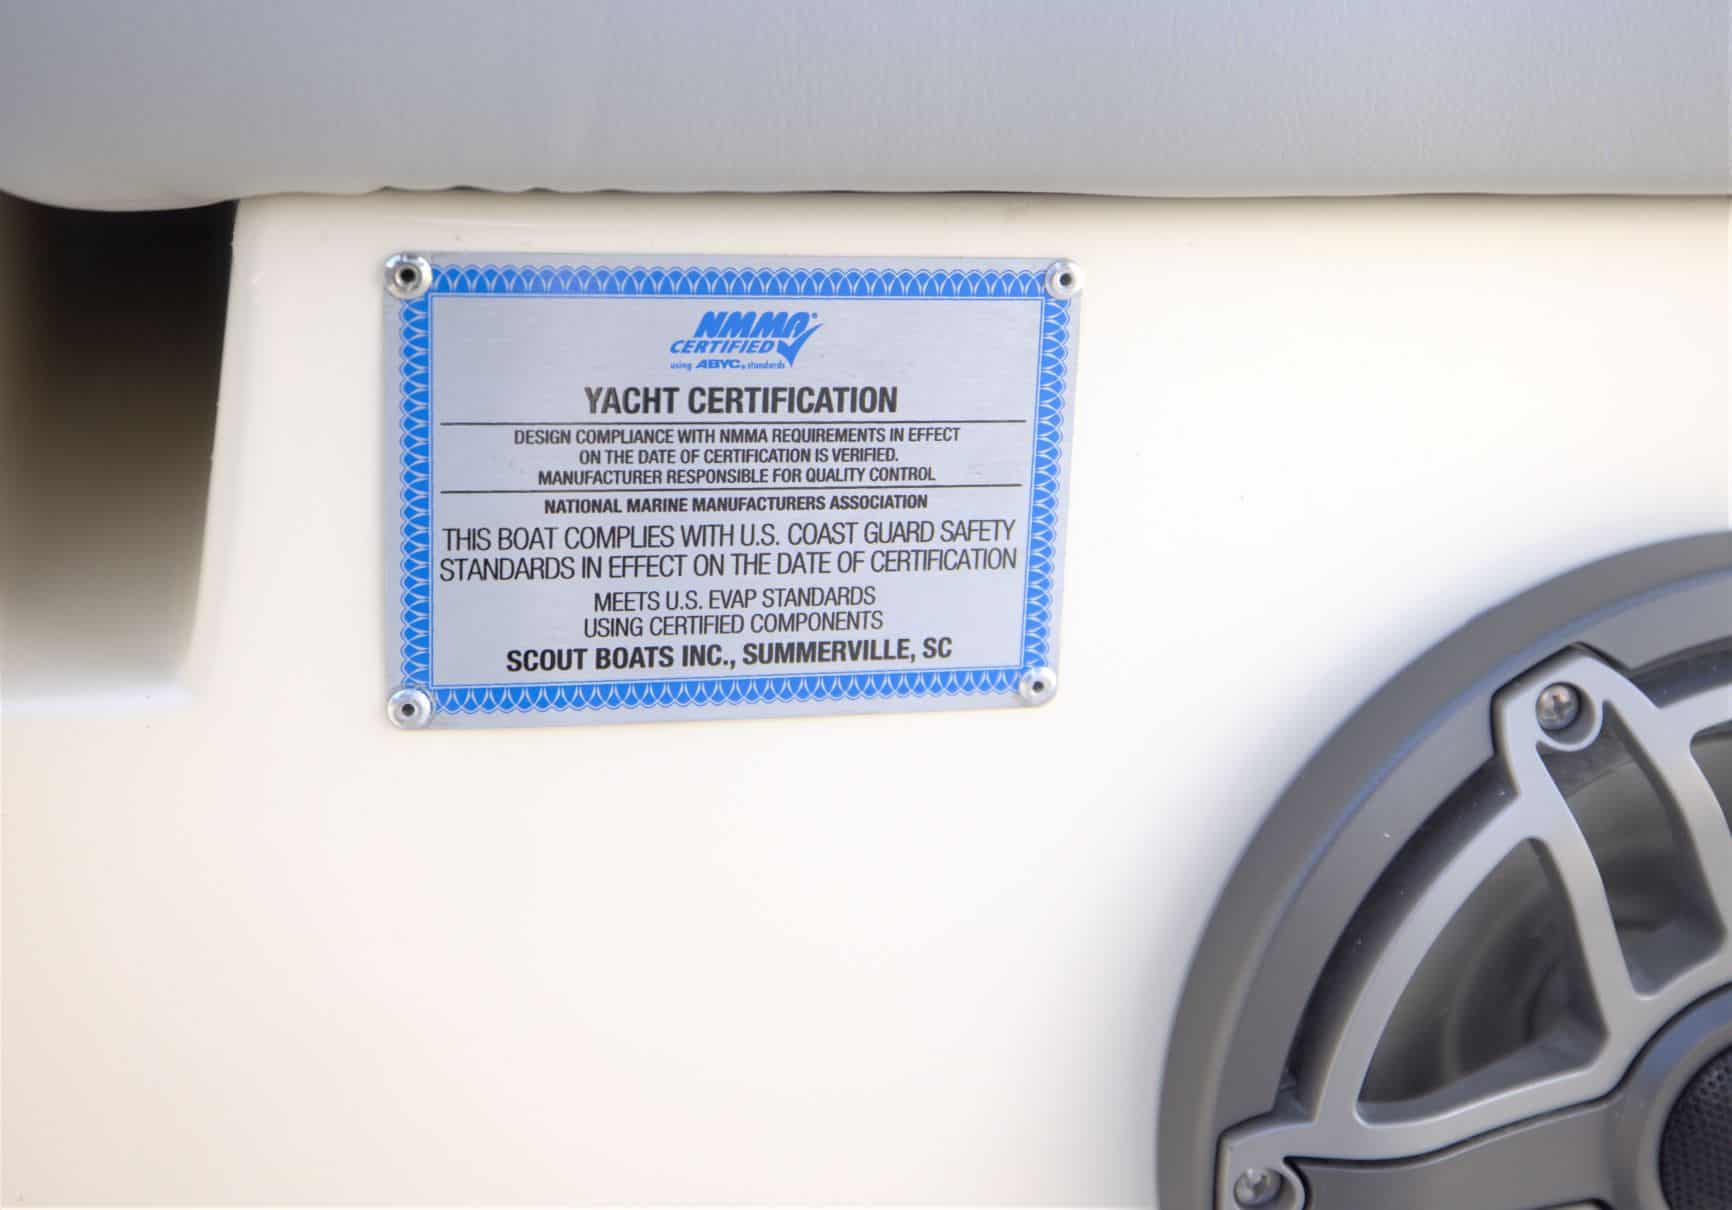 NMMA®
CERTIFIED
using ABYC® standards
YACHT CERTIFICATION
DESIGN COMPLIANCE WITH NMMA REQUIREMENTS IN EFFECT
ON THE DATE OF CERTIFICATION IS VERIFIED.
MANUFACTURER RESPONSIBLE FOR QUALITY CONTROL
NATIONAL MARINE MANUFACTURERS ASSOCIATION
THIS BOAT COMPLIES WITH U.S. COAST GUARD SAFETY
STANDARDS IN EFFECT ON THE DATE OF CERTIFICATION
MEETS U.S. EVAP STANDARDS
USING CERTIFIED COMPONENTS
SCOUT BOATS INC., SUMMERVILLE, SC